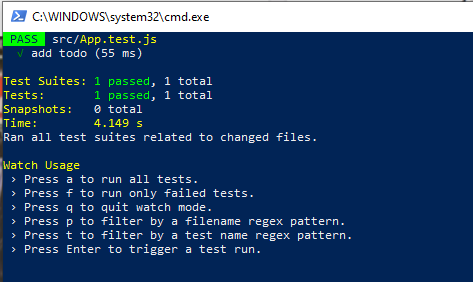 C:\WINDOWS\system32\cmd.exe
PASS src/App.test.js
√ add todo (55 ms)
Test Suites: 1 passed, 1 total
Tests: 1 passed, 1 total
Snapshots: 0 total
Time: 4.149 s
Ran all test suites related to changed files.
Watch Usage
› Press a to run all tests.
› Press f to run only failed tests.
› Press q to quit watch mode.
› Press p to filter by a filename regex pattern.
› Press t to filter by a test name regex pattern.
› Press Enter to trigger a test run.